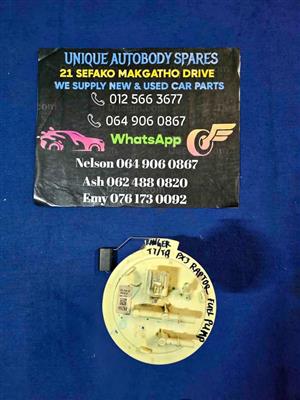 UNIQUE AUTOBODY SPARES
21 SEFAKO MAKGATHO DRIVE
WE SUPPLY NEW & USED CAR PARTS
012 566 3677
064 906 0867
WhatsApp
Nelson 064 906 0867
Ash 062 488 0820
Emy 076 173 0092
RANGER
T7/T8
PX3 RAPTOR FUEL PUMP